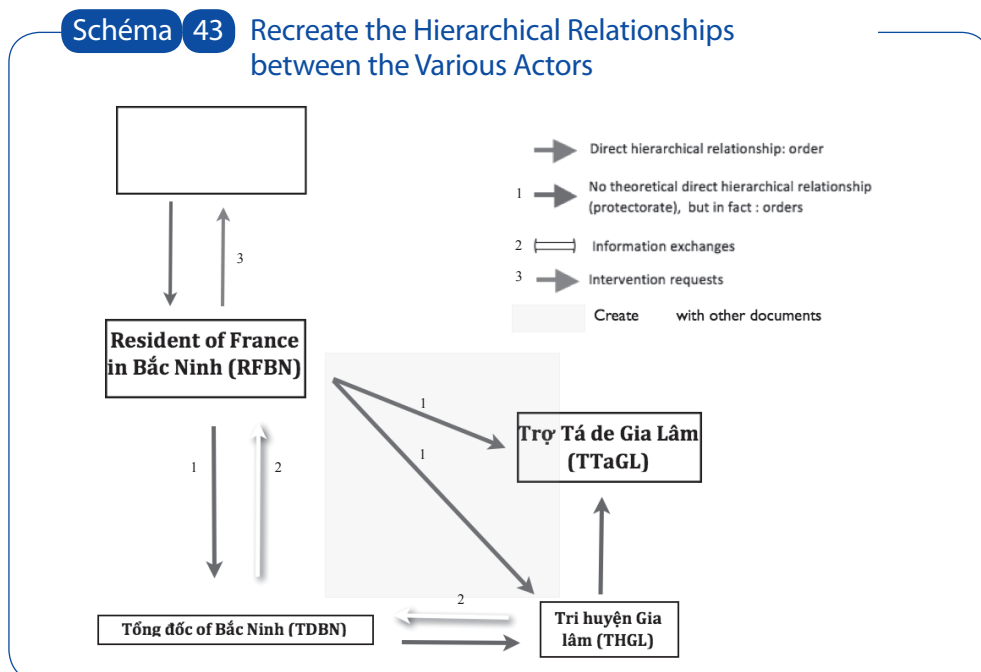 Schéma 43 Recreate the Hierarchical Relationships
between the Various Actors
Direct hierarchical relationship: order
1 No theoretical direct hierarchical relationship
(protectorate), but in fact : orders
2 Information exchanges
3 Intervention requests
Create with other documents
3
Resident of France
in Bắc Ninh (RFBN)
1
1
Trợ Tá de Gia Lâm
(TTaGL)
1
2
2
Tổng đốc of Bắc Ninh (TDBN)
Tri huyện Gia
lâm (THGL)